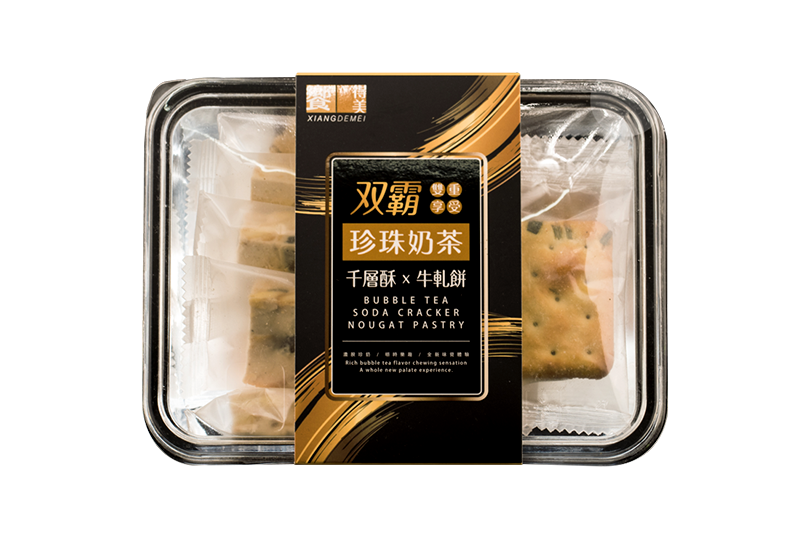 饗 得美
XIANGDEMEI
双霸 雙重享受
珍珠奶茶
千層酥 x 牛軋餅
BUBBLE TEA
SODA CRACKER
NOUGAT PASTRY
Rich bubble tea flavor chewing sensation
A whole new palate experience.